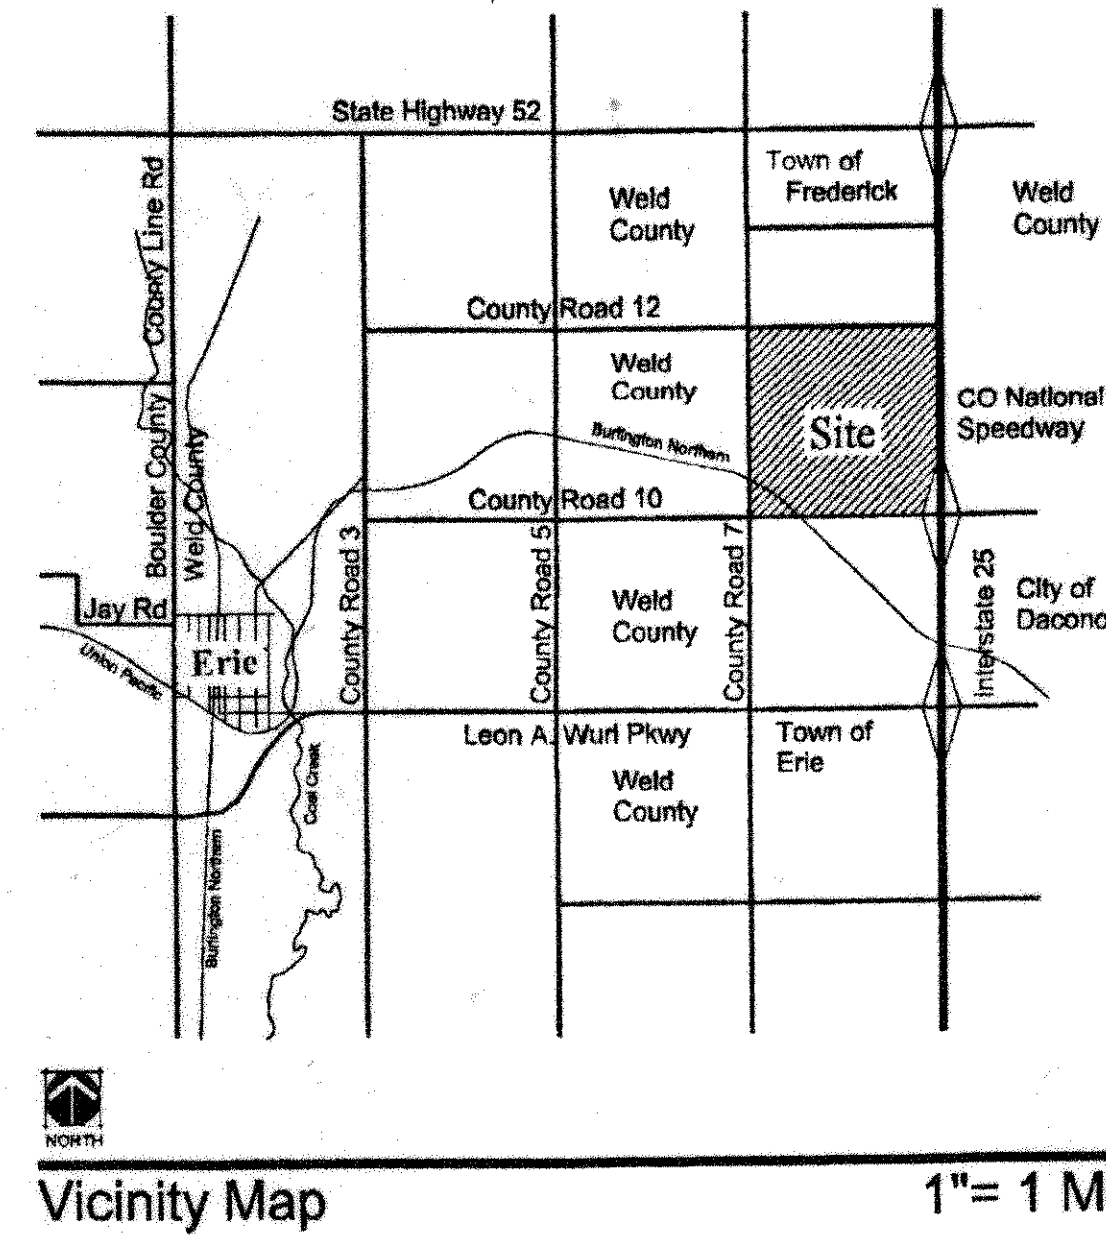 State Highway 52
County Line Rd
Town of
Frederick
Weld
County
Weld
County
County Road 12
Weld
County
Site
CO National
Speedway
Burlington Northern
Boulder County
Weld County
County Road 10
County Road 3
County Road 5
County Road 7
Weld
County
Interstate 25
City of
Dacono
Jay Rd
Union Pacific
Erie
Leon A. Wurl Pkwy
Town of
Erie
Weld
County
Coal Creek
Burlington Northern
NORTH
Vicinity Map
1"= 1 M